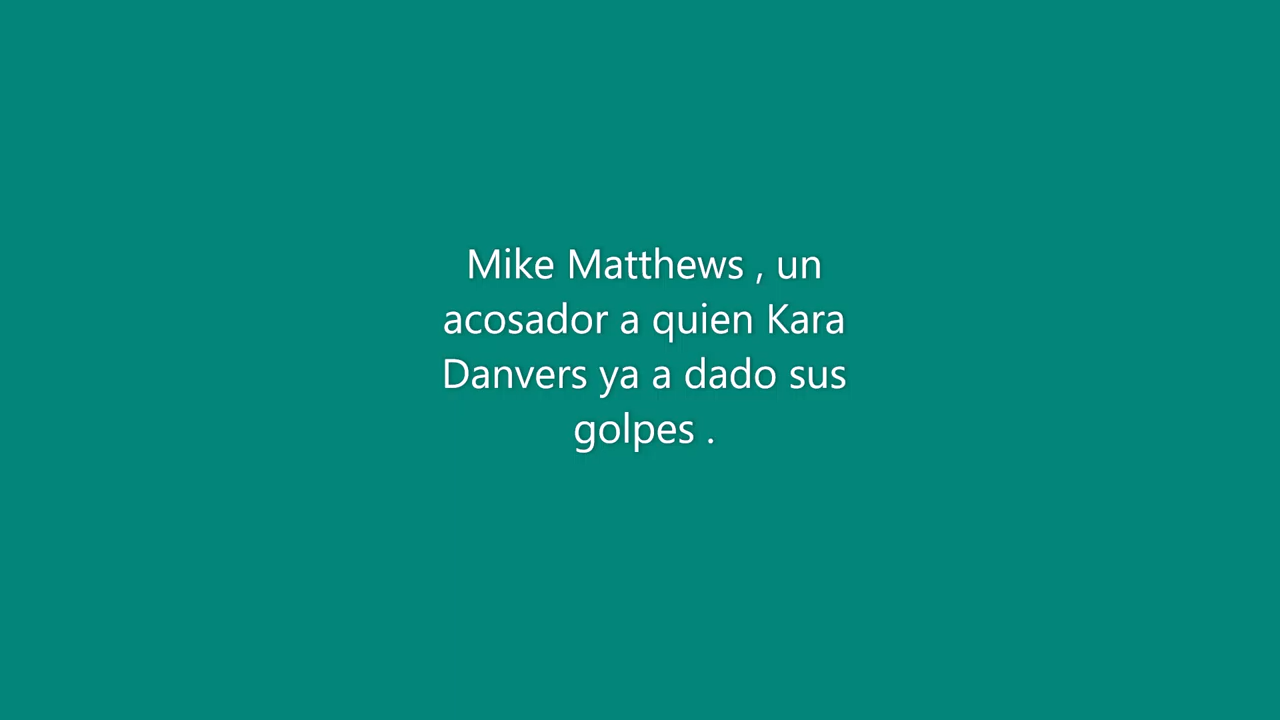 Mike Matthews , un
acosador a quien Kara
Danvers ya a dado sus
golpes .